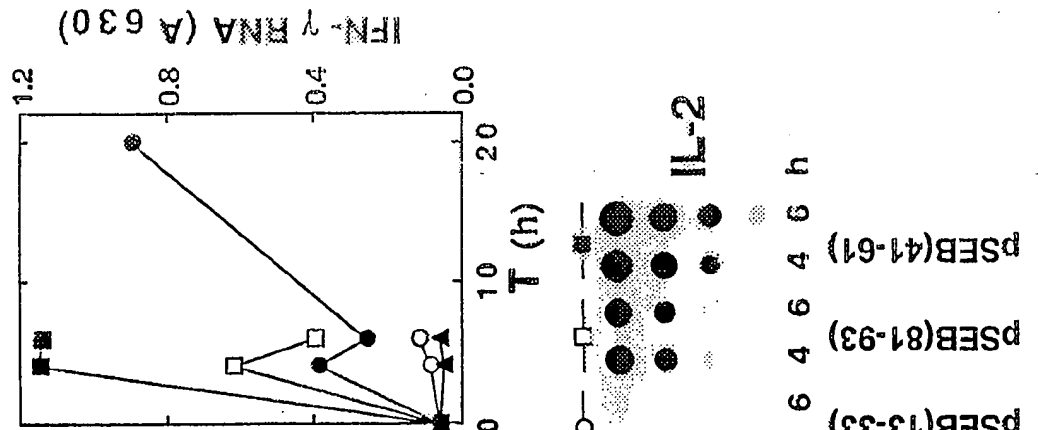 IFN-γ RNA (A 630)
1.2
0.8
0.4
0.0
0
10
20
T (h)
IL-2
6 4 6 4 6 h
pSEB(13-33)
pSEB(81-93)
pSEB(41-61)